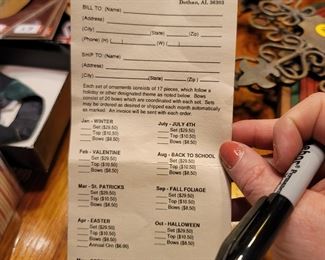 Dothan, AL 36303
BILL TO: (Name)
(Address)
(City) (State) (Zip)
(Phone) (H) ( ) (W) ( )
SHIP TO: (Name)
(Address)
(City) (State) (Zip)
Each set of ornaments consists of 17 pieces, which follow a
holiday or other designated theme as noted below. Bows
consist of 20 bows which are coordinated with each set. Sets
may be ordered as desired or shipped each month automatically
as marked. An invoice will be sent with each order.
Jan - WINTER
Set ($29.50)
Top ($10.50)
Bows ($8.50)
Feb - VALENTINE
Set ($29.50)
Top ($10.50)
Bows ($8.50)
Mar - St. PATRICKS
Set ($29.50)
Top ($10.50)
Bows ($8.50)
Apr - EASTER
Set ($29.50)
Top ($10.50)
Bows ($8.50)
Annual Orn ($6.00)
July - JULY 4TH
Set ($29.50)
Top ($10.50)
Bows ($8.50)
Aug - BACK TO SCHOOL
Set ($29.50)
Top ($10.50)
Bows ($8.50)
Sep - FALL FOLIAGE
Set ($29.50)
Top ($10.50)
Bows ($8.50)
Oct - HALLOWEEN
Set ($29.50)
Top ($10.50)
Bows ($8.50)